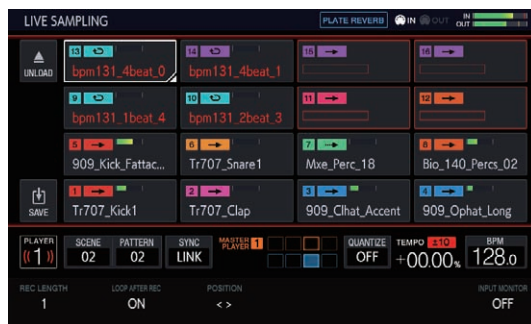 LIVE SAMPLING
PLATE REVERB IN OUT IN
OUT
UNLOAD
13 14 15 16
bpm131_4beat_0 bpm131_4beat_1
9 10 11 12
bpm131_1beat_4 bpm131_2beat_3
5 6 7 8
909_Kick_Fattac... Tr707_Snare1 Mxe_Perc_18 Bio_140_Percs_02
SAVE
1 2 3 4
Tr707_Kick1 Tr707_Clap 909_Clhat_Accent 909_Ophat_Long
PLAYER SCENE PATTERN SYNC MASTER PLAYER 1 QUANTIZE TEMPO ±10 BPM
1 02 02 LINK OFF +00.00% 128.0
REC LENGTH LOOP AFTER REC POSITION INPUT MONITOR
1 ON < > OFF